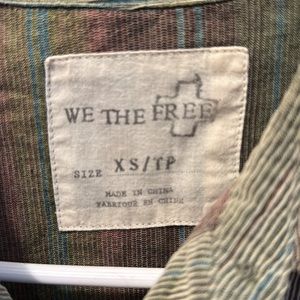 WE THE FREE
SIZE XS/TP
MADE IN CHINA
FABRIQUÉ EN CHINE